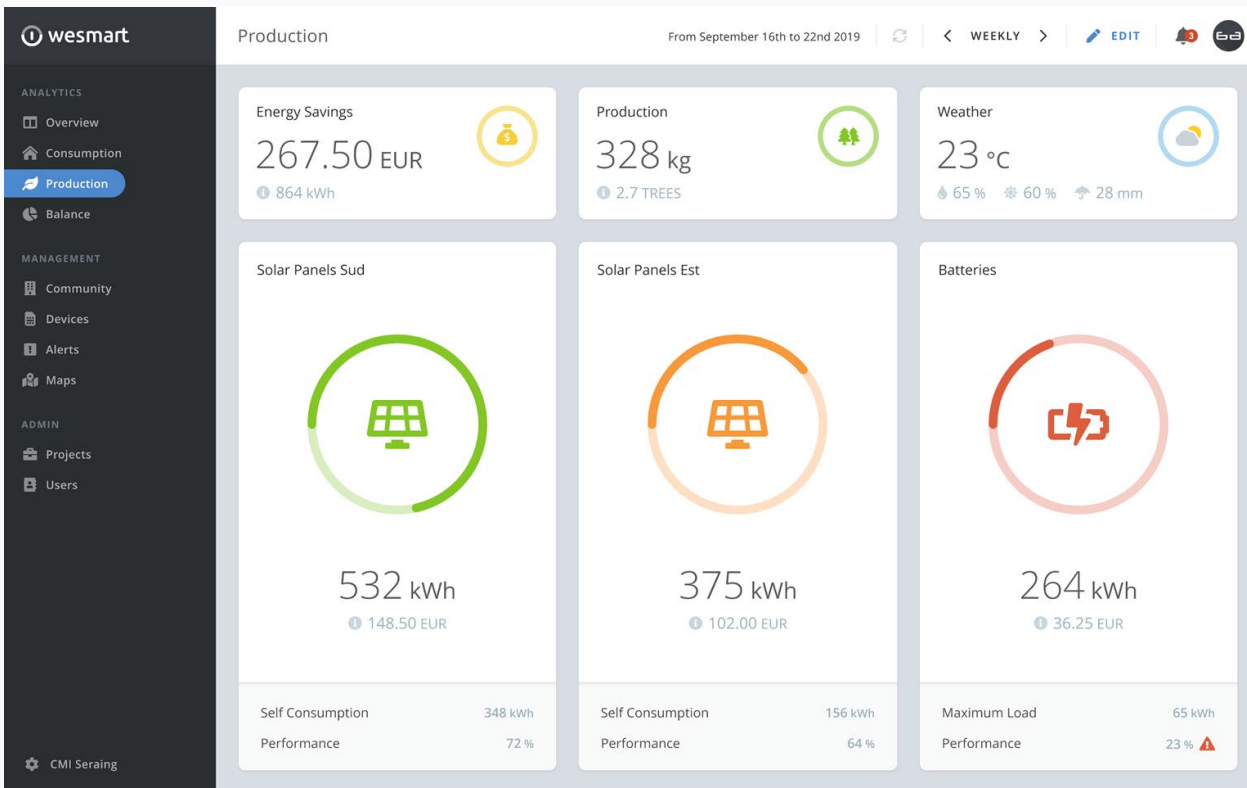 wesmart
Production
From September 16th to 22nd 2019
WEEKLY
EDIT
3
ANALYTICS
Overview
Consumption
Production
Balance
MANAGEMENT
Community
Devices
Alerts
Maps
ADMIN
Projects
Users
CMI Seraing
Energy Savings
267.50 EUR
864 kWh
Production
328 kg
2.7 TREES
Weather
23 °C
65 % 60 % 28 mm
Solar Panels Sud
532 kWh
148.50 EUR
Self Consumption 348 kWh
Performance 72 %
Solar Panels Est
375 kWh
102.00 EUR
Self Consumption 156 kWh
Performance 64 %
Batteries
264 kWh
36.25 EUR
Maximum Load 65 kWh
Performance 23 %